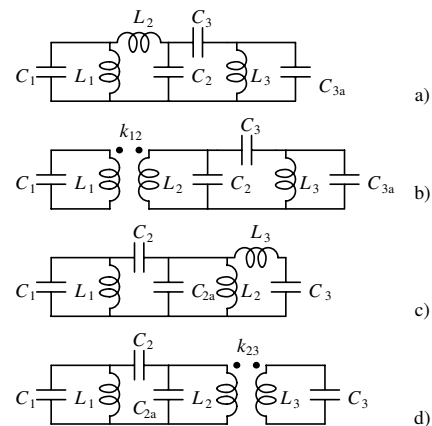 L2
C3
C1 L1 C2 L3 C3a
a)
k12
C3
C1 L1 L2 C2 L3 C3a
b)
C2
L3
C1 L1 C2a L2 C3
c)
C2
k23
C1 L1 C2a L2 L3 C3
d)